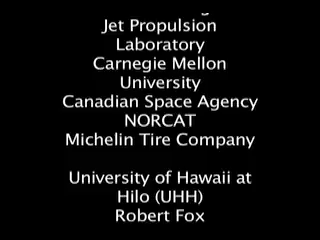 Jet Propulsion
Laboratory
Carnegie Mellon
University
Canadian Space Agency
NORCAT
Michelin Tire Company
University of Hawaii at
Hilo (UHH)
Robert Fox